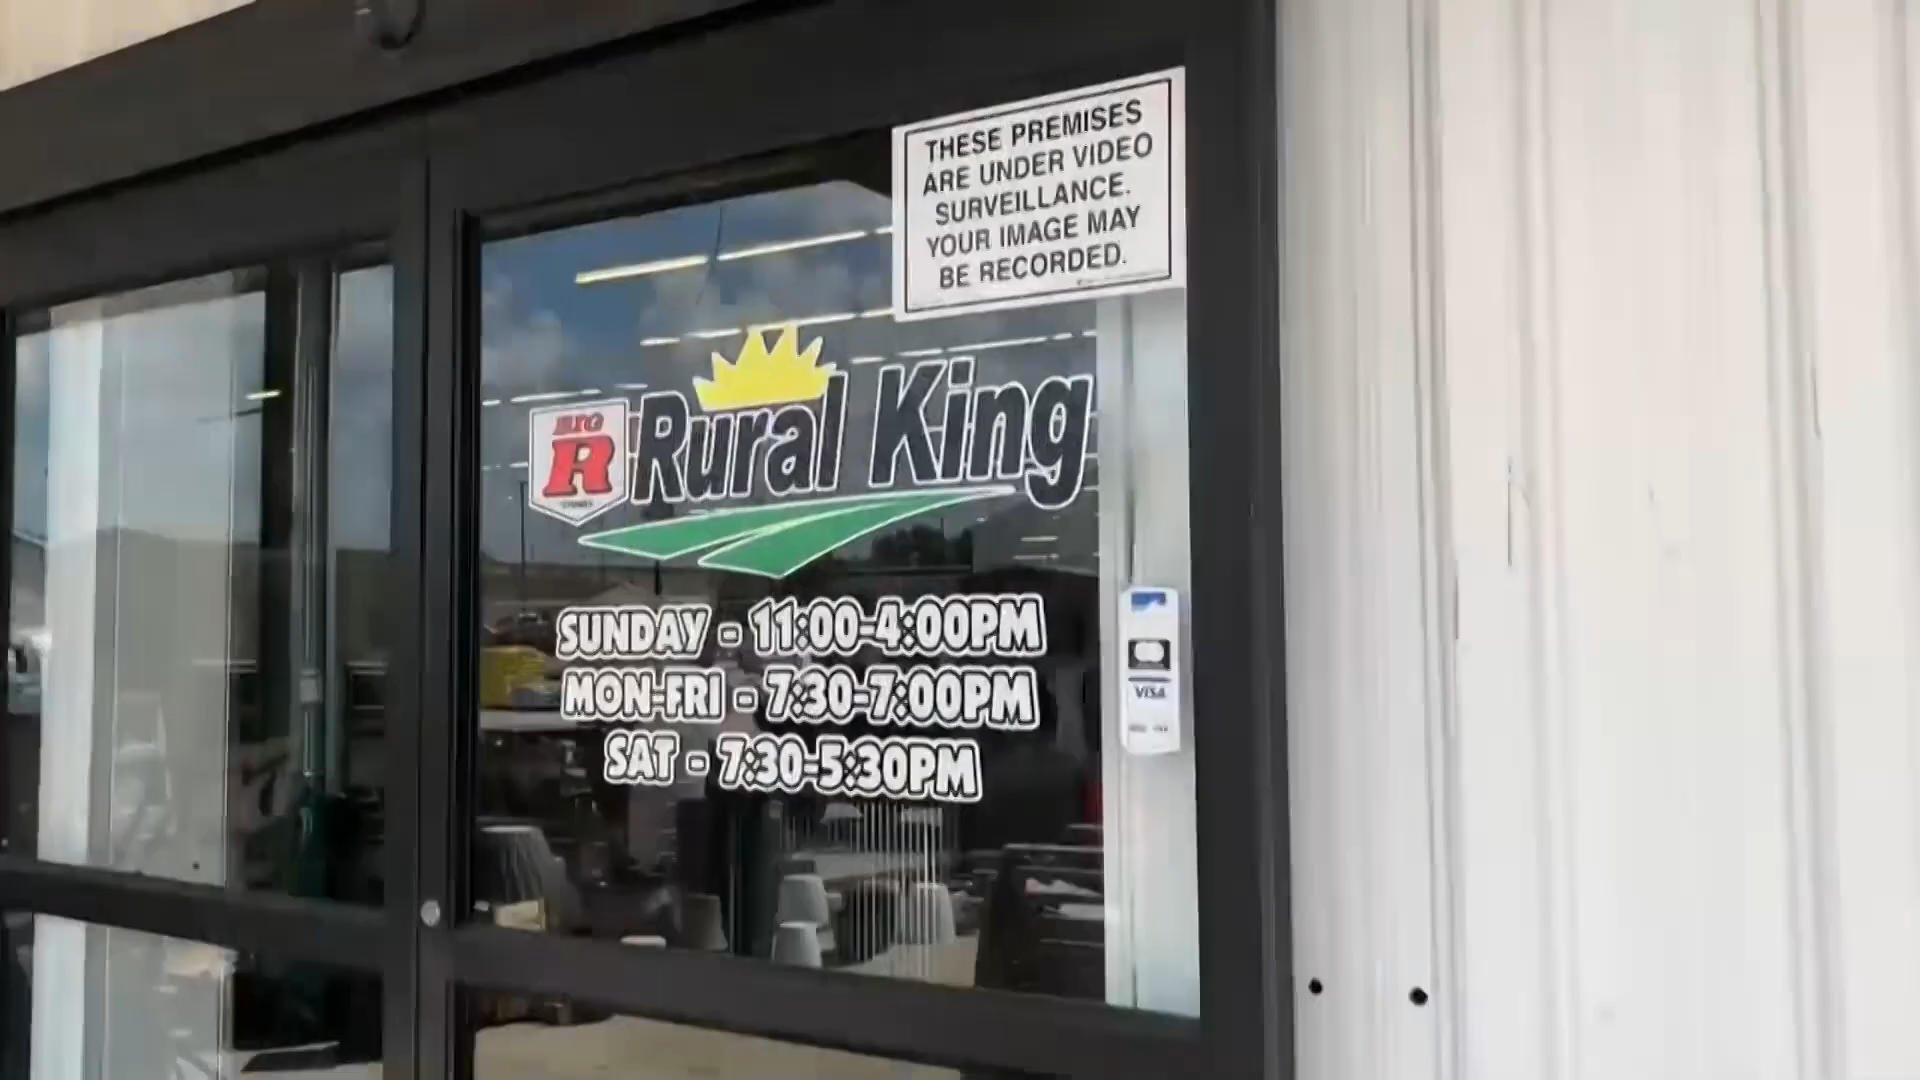 THESE PREMISES
ARE UNDER VIDEO
SURVEILLANCE.
YOUR IMAGE MAY
BE RECORDED.
BIG
R
Rural King
SUNDAY - 11:00-4:00PM
MON-FRI - 7:30-7:00PM
SAT - 7:30-5:30PM
VISA